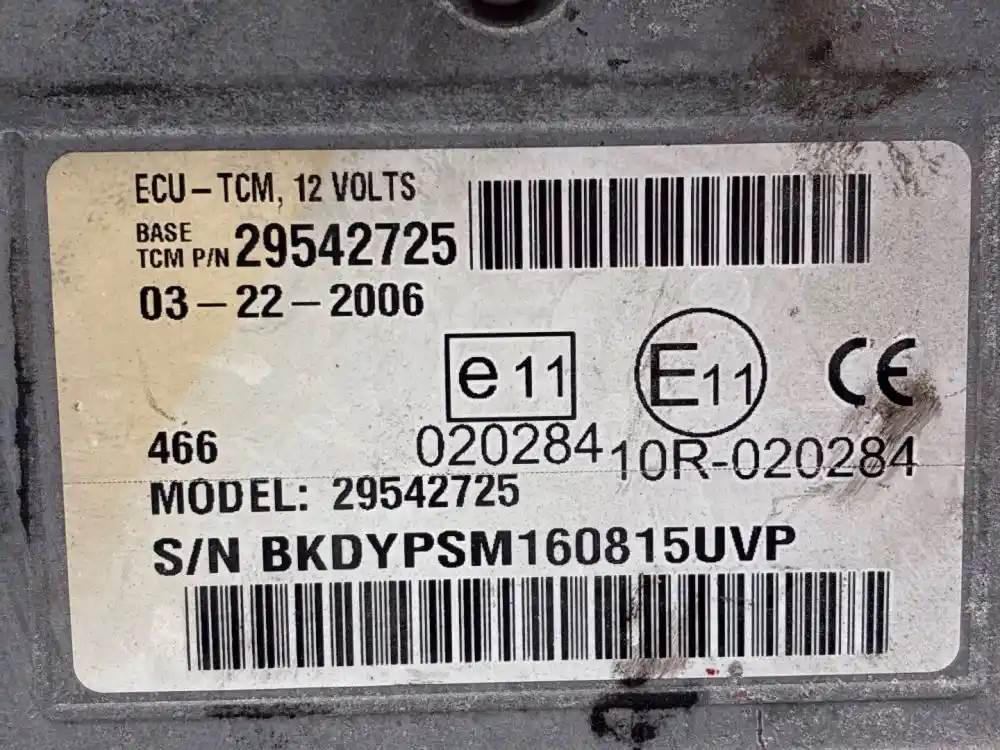 ECU-TCM, 12 VOLTS
BASE
TCM P/N 29542725
03-22-2006
e 11
E11
CE
020284
10R-020284
466
MODEL: 29542725
S/N BKDYPSM160815UVP